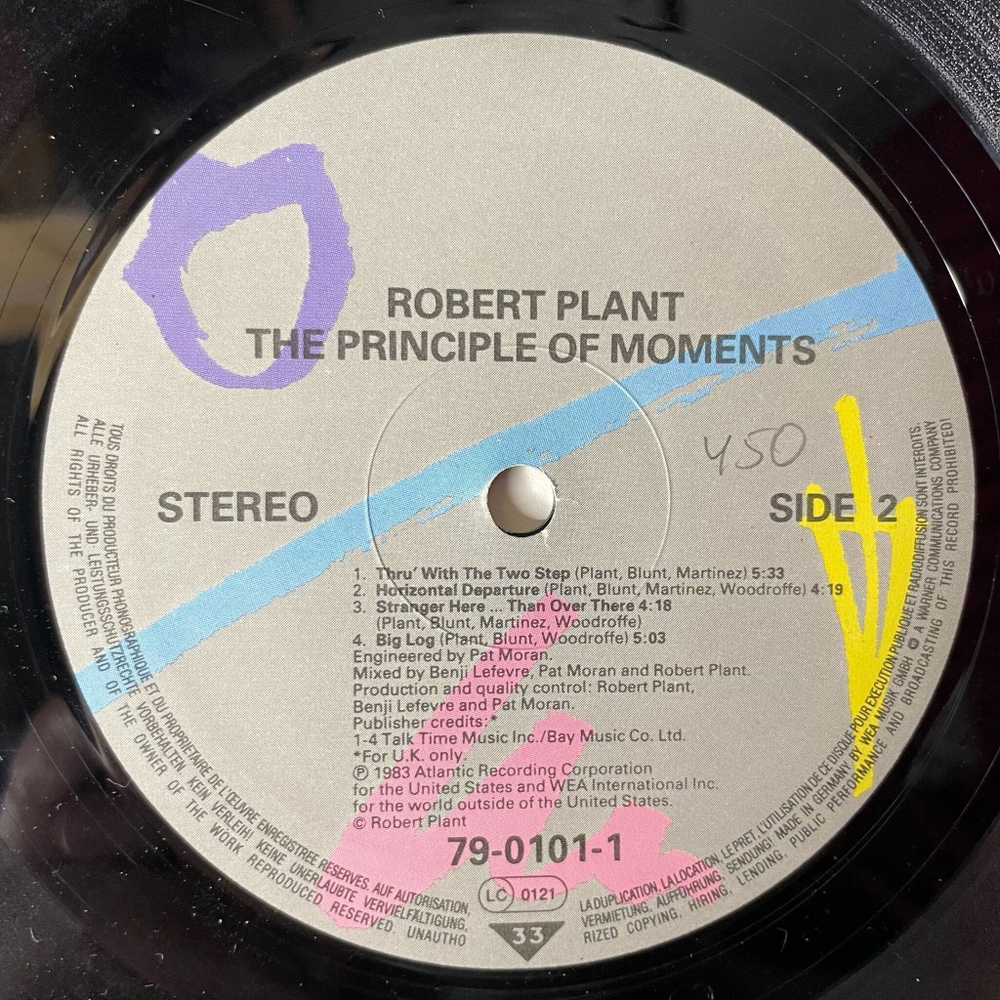 ROBERT PLANT
THE PRINCIPLE OF MOMENTS
450
STEREO
SIDE 2
1. Thru' With The Two Step (Plant, Blunt, Martinez) 5:33
2. Horizontal Departure (Plant, Blunt, Martinez, Woodroffe) 4:19
3. Stranger Here ... Than Over There 4:18
(Plant, Blunt, Martinez, Woodroffe)
4. Big Log (Plant, Blunt, Woodroffe) 5:03
Engineered by Pat Moran.
Mixed by Benji Lefevre, Pat Moran and Robert Plant.
Production and quality control: Robert Plant,
Benji Lefevre and Pat Moran.
Publisher credits:*
1-4 Talk Time Music Inc./Bay Music Co. Ltd.
*For U.K. only.
Ⓟ 1983 Atlantic Recording Corporation
for the United States and WEA International Inc.
for the world outside of the United States.
© Robert Plant
79-0101-1
LC 0121
33
TOUS DROITS DU PRODUCTEUR PHONOGRAPHIQUE ET DU PROPRIETAIRE DE L'ŒUVRE ENREGISTREE RESERVES. AUF AUTORISATION,
ALLE URHEBER- UND LEISTUNGSSCHUTZRECHTE VORBEHALTEN. KEIN VERLEIH! KEINE UNERLAUBTE VERVIELFÄLTIGUNG,
ALL RIGHTS OF THE PRODUCER AND OF THE OWNER OF THE WORK REPRODUCED RESERVED. UNAUTHO
LA DUPLICATION, LA LOCATION, LE PRET, L'UTILISATION DE CE DISQUE POUR EXECUTION PUBLIQUE ET RADIODIFFUSION SONT INTERDITS.
VERMIETUNG, AUFFÜHRUNG, SENDUNG! MADE IN GERMANY BY WEA MUSIK GMBH Ⓟ A WARNER COMMUNICATIONS COMPANY
RIZED COPYING, HIRING, LENDING, PUBLIC PERFORMANCE AND BROADCASTING OF THIS RECORD PROHIBITED!